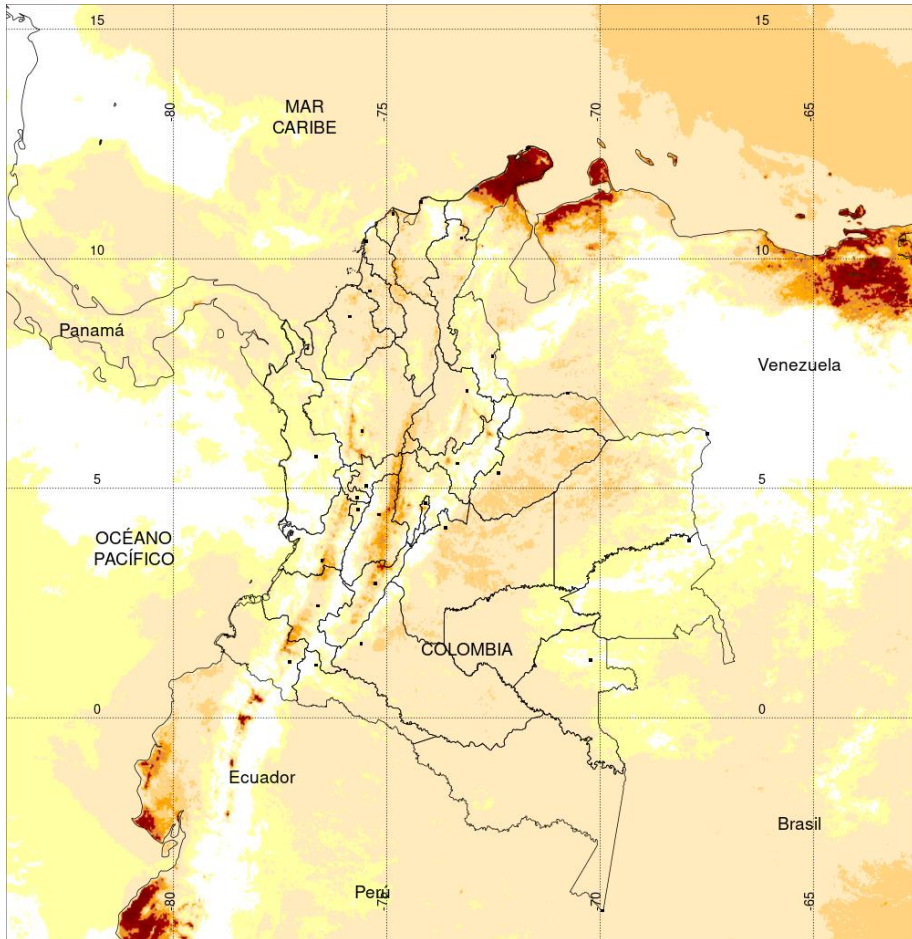 15
15
-80
-75
-70
-65
MAR
CARIBE
10
10
Panamá
Venezuela
5
5
OCÉANO
PACÍFICO
COLOMBIA
0
0
Ecuador
Brasil
Perú
-80
-75
-70
-65